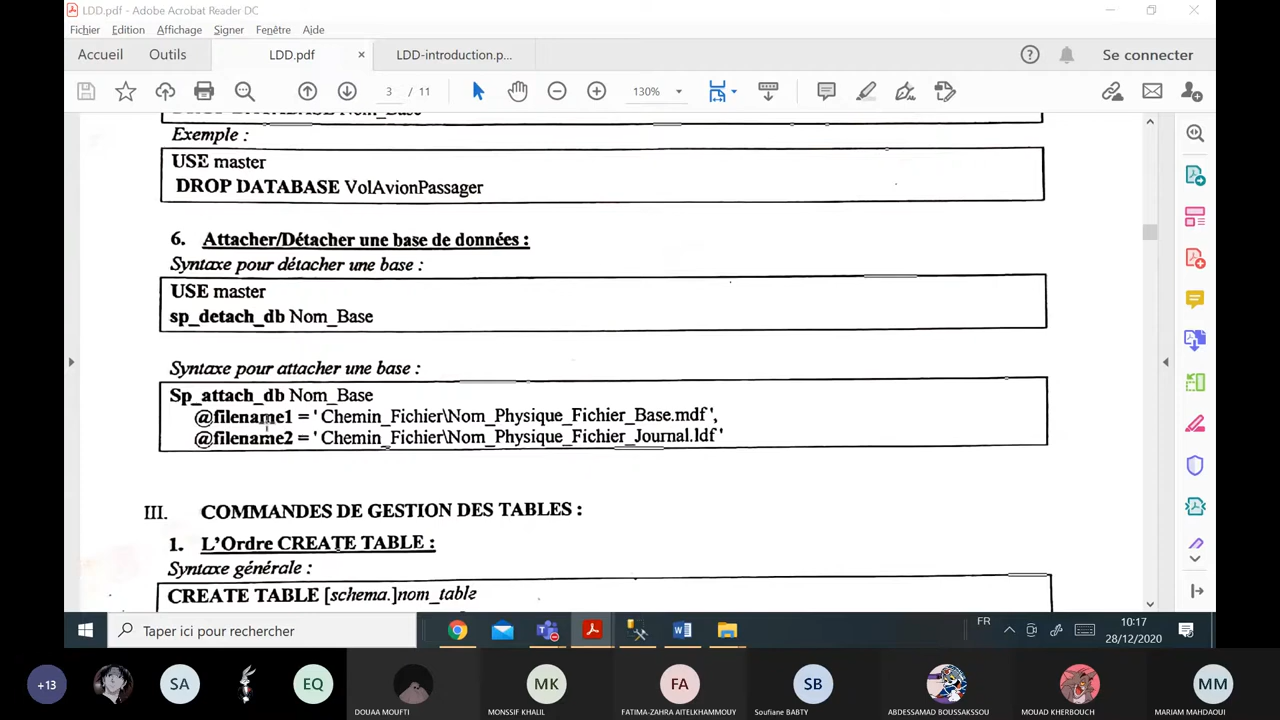 LDD.pdf - Adobe Acrobat Reader DC
Fichier Edition Affichage Signer Fenêtre Aide
Accueil Outils LDD.pdf × LDD-introduction.p... Se connecter
3 / 11 130%
Exemple :
USE master
DROP DATABASE VolAvionPassager
6. Attacher/Détacher une base de données :
Syntaxe pour détacher une base :
USE master
sp_detach_db Nom_Base
Syntaxe pour attacher une base :
Sp_attach_db Nom_Base
@filename1 = ' Chemin_Fichier\Nom_Physique_Fichier_Base.mdf ',
@filename2 = ' Chemin_Fichier\Nom_Physique_Fichier_Journal.ldf '
III. COMMANDES DE GESTION DES TABLES :
1. L'Ordre CREATE TABLE :
Syntaxe générale :
CREATE TABLE [schema.]nom_table
Taper ici pour rechercher
FR
10:17
28/12/2020
+13 SA EQ MK FA SB MM
DOUAA MOUFTI MONSSIF KHALIL FATIMA-ZAHRA AITELKHAMMOUY Soufiane BABTY ABDESSAMAD BOUSSAKSSOU MOUAD KHERBOUCH MARIAM MAHDAOUI